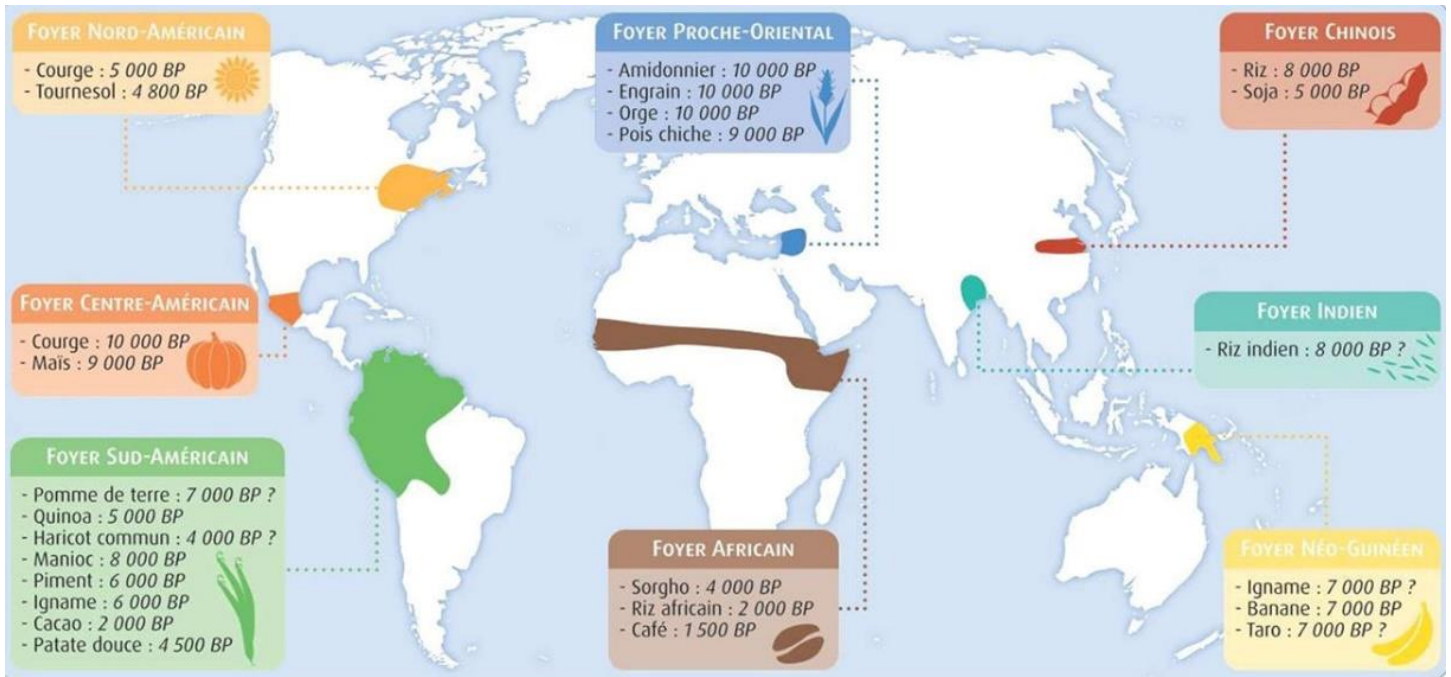 FOYER NORD-AMÉRICAIN
- Courge : 5 000 BP
- Tournesol : 4 800 BP
FOYER PROCHE-ORIENTAL
- Amidonnier : 10 000 BP
- Engrain : 10 000 BP
- Orge : 10 000 BP
- Pois chiche : 9 000 BP
FOYER CHINOIS
- Riz : 8 000 BP
- Soja : 5 000 BP
FOYER CENTRE-AMÉRICAIN
- Courge : 10 000 BP
- Maïs : 9 000 BP
FOYER INDIEN
- Riz indien : 8 000 BP ?
FOYER SUD-AMÉRICAIN
- Pomme de terre : 7 000 BP ?
- Quinoa : 5 000 BP
- Haricot commun : 4 000 BP ?
- Manioc : 8 000 BP
- Piment : 6 000 BP
- Igname : 6 000 BP
- Cacao : 2 000 BP
- Patate douce : 4 500 BP
FOYER AFRICAIN
- Sorgho : 4 000 BP
- Riz africain : 2 000 BP
- Café : 1 500 BP
FOYER NÉO-GUINÉEN
- Igname : 7 000 BP ?
- Banane : 7 000 BP
- Taro : 7 000 BP ?